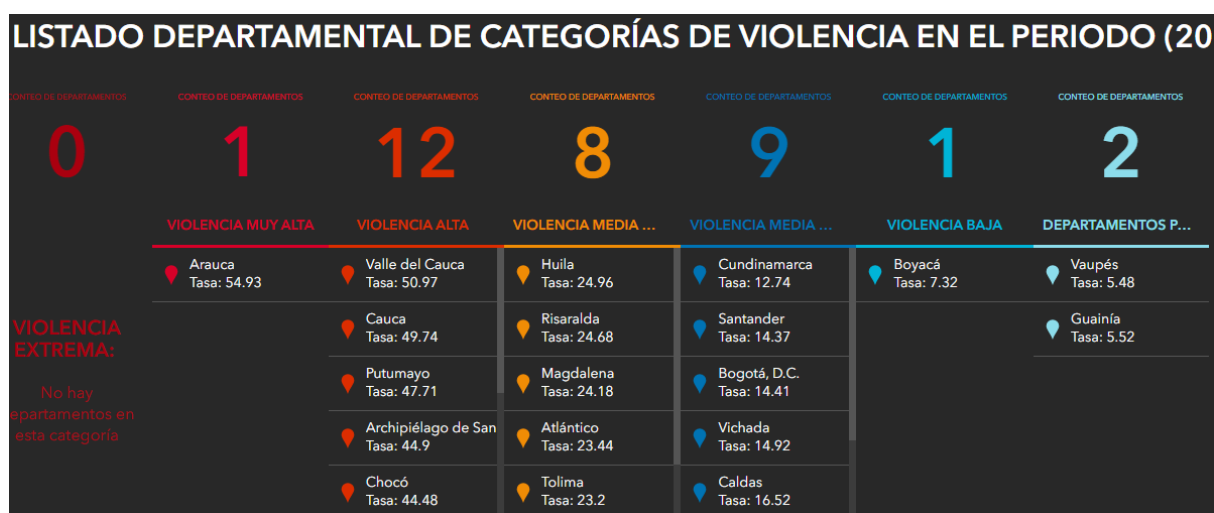 LISTADO DEPARTAMENTAL DE CATEGORÍAS DE VIOLENCIA EN EL PERIODO (20
CONTEO DE DEPARTAMENTOS
0
VIOLENCIA
EXTREMA:
No hay
departamentos en
esta categoría
CONTEO DE DEPARTAMENTOS
1
VIOLENCIA MUY ALTA
Arauca
Tasa: 54.93
CONTEO DE DEPARTAMENTOS
12
VIOLENCIA ALTA
Valle del Cauca
Tasa: 50.97
Cauca
Tasa: 49.74
Putumayo
Tasa: 47.71
Archipiélago de San
Tasa: 44.9
Chocó
Tasa: 44.48
CONTEO DE DEPARTAMENTOS
8
VIOLENCIA MEDIA ...
Huila
Tasa: 24.96
Risaralda
Tasa: 24.68
Magdalena
Tasa: 24.18
Atlántico
Tasa: 23.44
Tolima
Tasa: 23.2
CONTEO DE DEPARTAMENTOS
9
VIOLENCIA MEDIA ...
Cundinamarca
Tasa: 12.74
Santander
Tasa: 14.37
Bogotá, D.C.
Tasa: 14.41
Vichada
Tasa: 14.92
Caldas
Tasa: 16.52
CONTEO DE DEPARTAMENTOS
1
VIOLENCIA BAJA
Boyacá
Tasa: 7.32
CONTEO DE DEPARTAMENTOS
2
DEPARTAMENTOS P...
Vaupés
Tasa: 5.48
Guainía
Tasa: 5.52